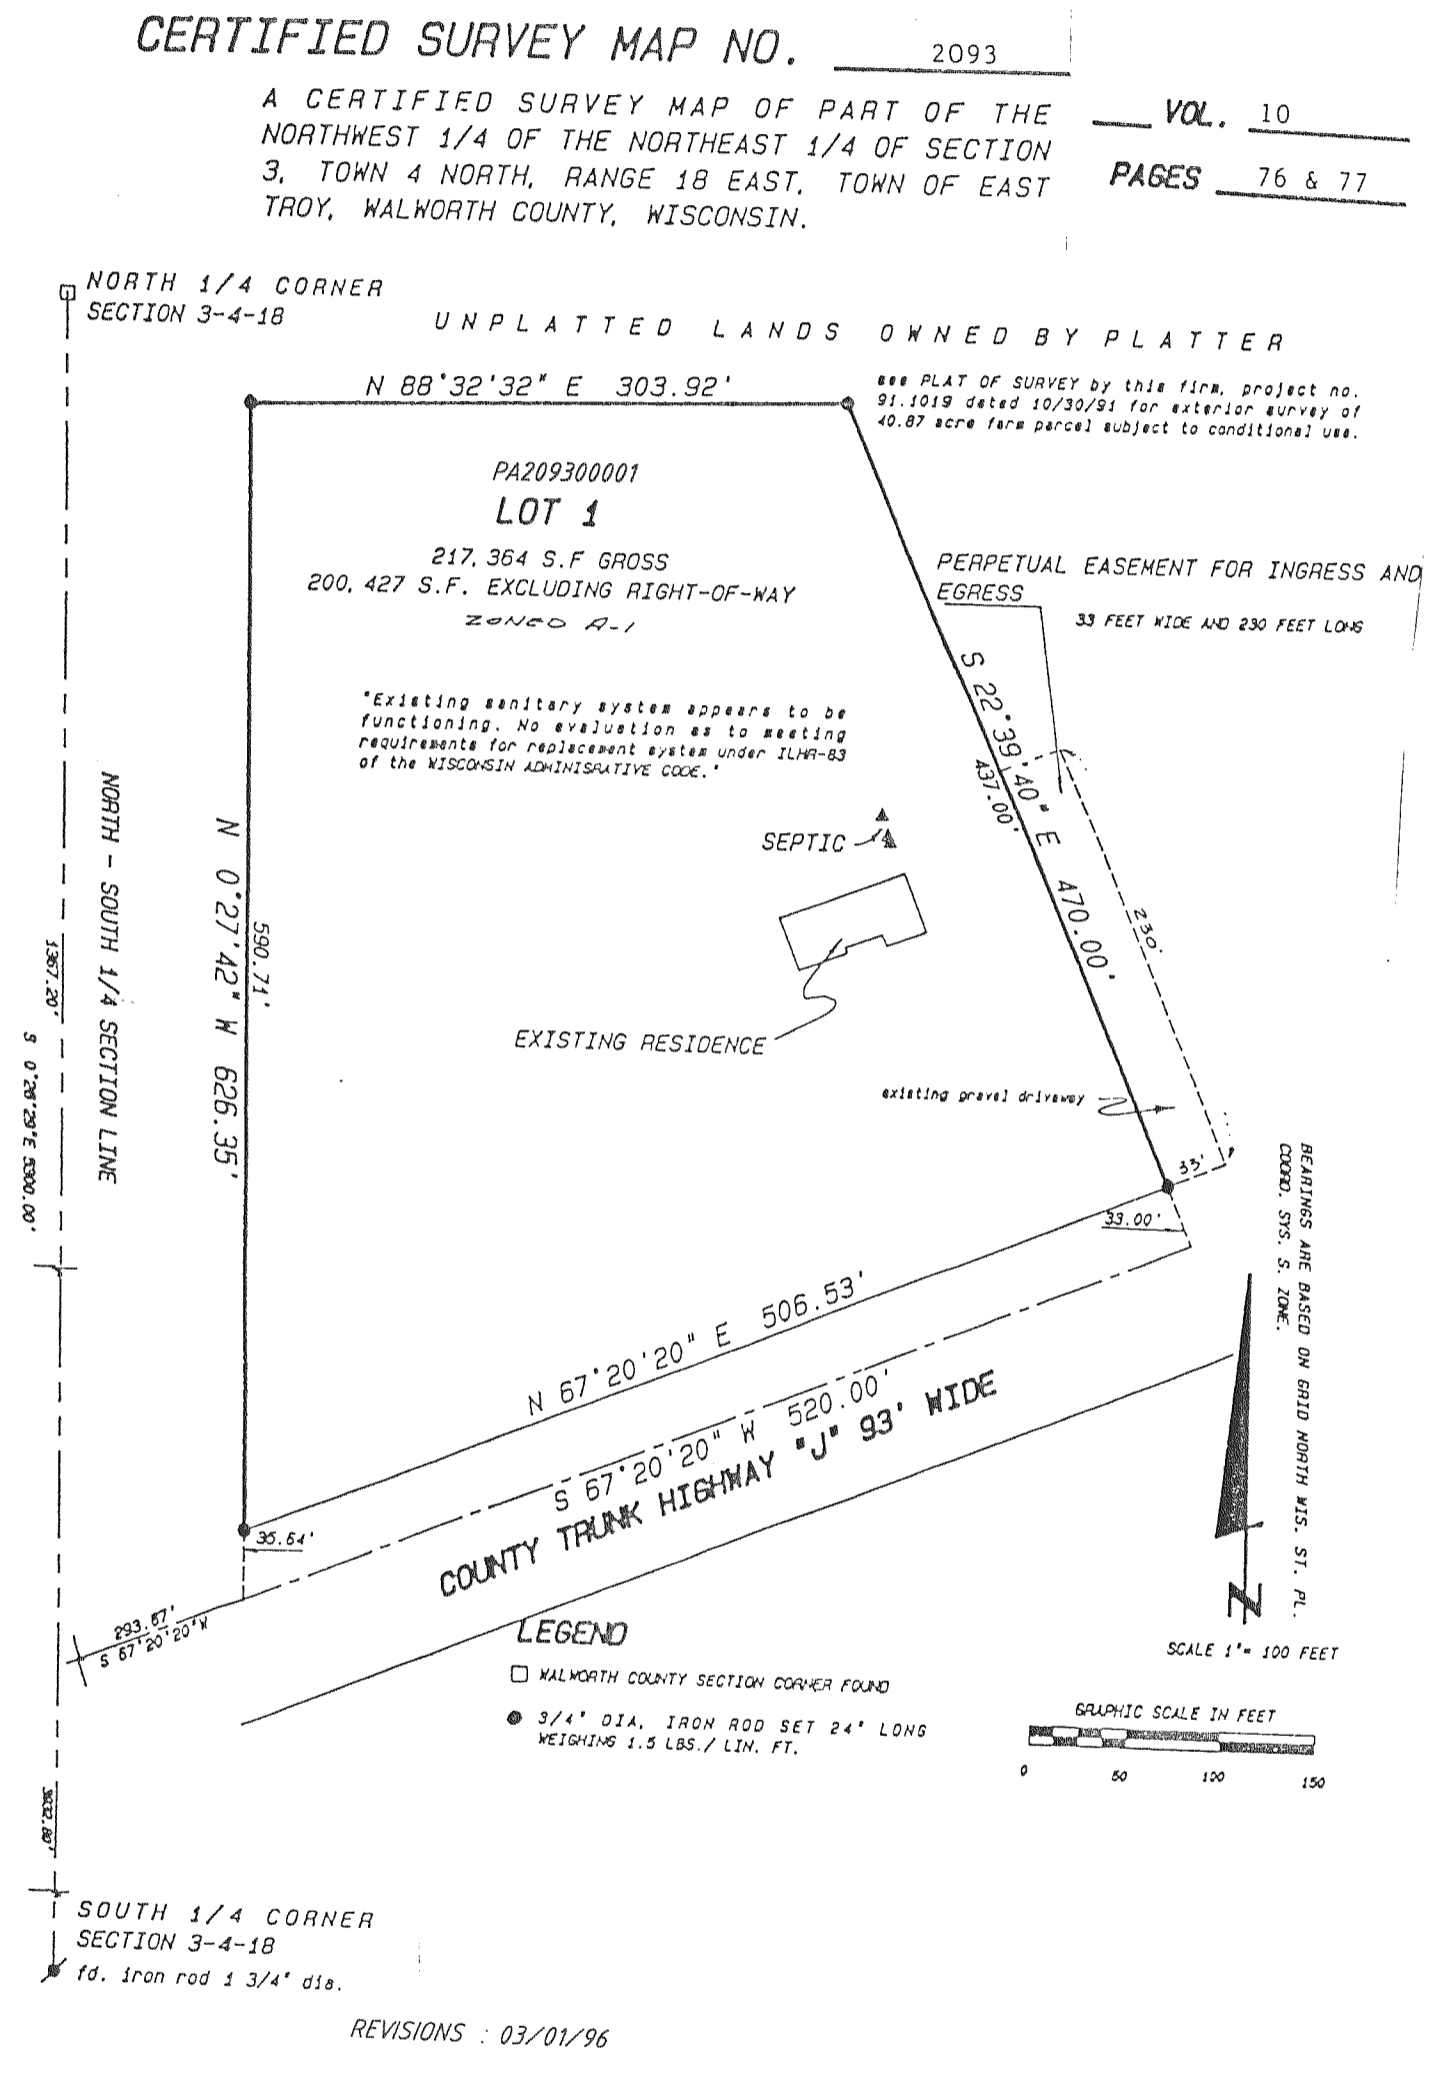 CERTIFIED SURVEY MAP NO. 2093
A CERTIFIED SURVEY MAP OF PART OF THE
NORTHWEST 1/4 OF THE NORTHEAST 1/4 OF SECTION
3, TOWN 4 NORTH, RANGE 18 EAST, TOWN OF EAST
TROY, WALWORTH COUNTY, WISCONSIN.
VOL. 10
PAGES 76 & 77
NORTH 1/4 CORNER
SECTION 3-4-18
UNPLATTED LANDS OWNED BY PLATTER
N 88°32'32" E 303.92'
see PLAT OF SURVEY by this firm, project no.
91.1019 dated 10/30/91 for exterior survey of
40.87 acre farm parcel subject to conditional use.
PA209300001
LOT 1
217,364 S.F GROSS
200,427 S.F. EXCLUDING RIGHT-OF-WAY
ZONED A-1
PERPETUAL EASEMENT FOR INGRESS AND
EGRESS
33 FEET WIDE AND 230 FEET LONG
"Existing sanitary system appears to be
functioning. No evaluation as to meeting
requirements for replacement system under ILHR-83
of the WISCONSIN ADMINISRATIVE CODE."
S 22°39'40" E 470.00'
437.00'
230'
SEPTIC
EXISTING RESIDENCE
existing gravel driveway
33'
33.00'
NORTH - SOUTH 1/4 SECTION LINE
1367.20'
S 0°26'29"E 5300.00'
N 0°27'42" W 626.35'
590.71'
N 67°20'20" E 506.53'
S 67°20'20" W 520.00'
COUNTY TRUNK HIGHWAY "J" 93' WIDE
35.64'
293.67'
S 67°20'20"W
BEARINGS ARE BASED ON GRID NORTH WIS. ST. PL.
COORD. SYS. S. ZONE.
N
SCALE 1"= 100 FEET
GRAPHIC SCALE IN FEET
0 50 100 150
LEGEND
WALWORTH COUNTY SECTION CORNER FOUND
3/4" DIA. IRON ROD SET 24" LONG
WEIGHING 1.5 LBS./ LIN. FT.
3932.80'
SOUTH 1/4 CORNER
SECTION 3-4-18
fd. iron rod 1 3/4" dia.
REVISIONS : 03/01/96